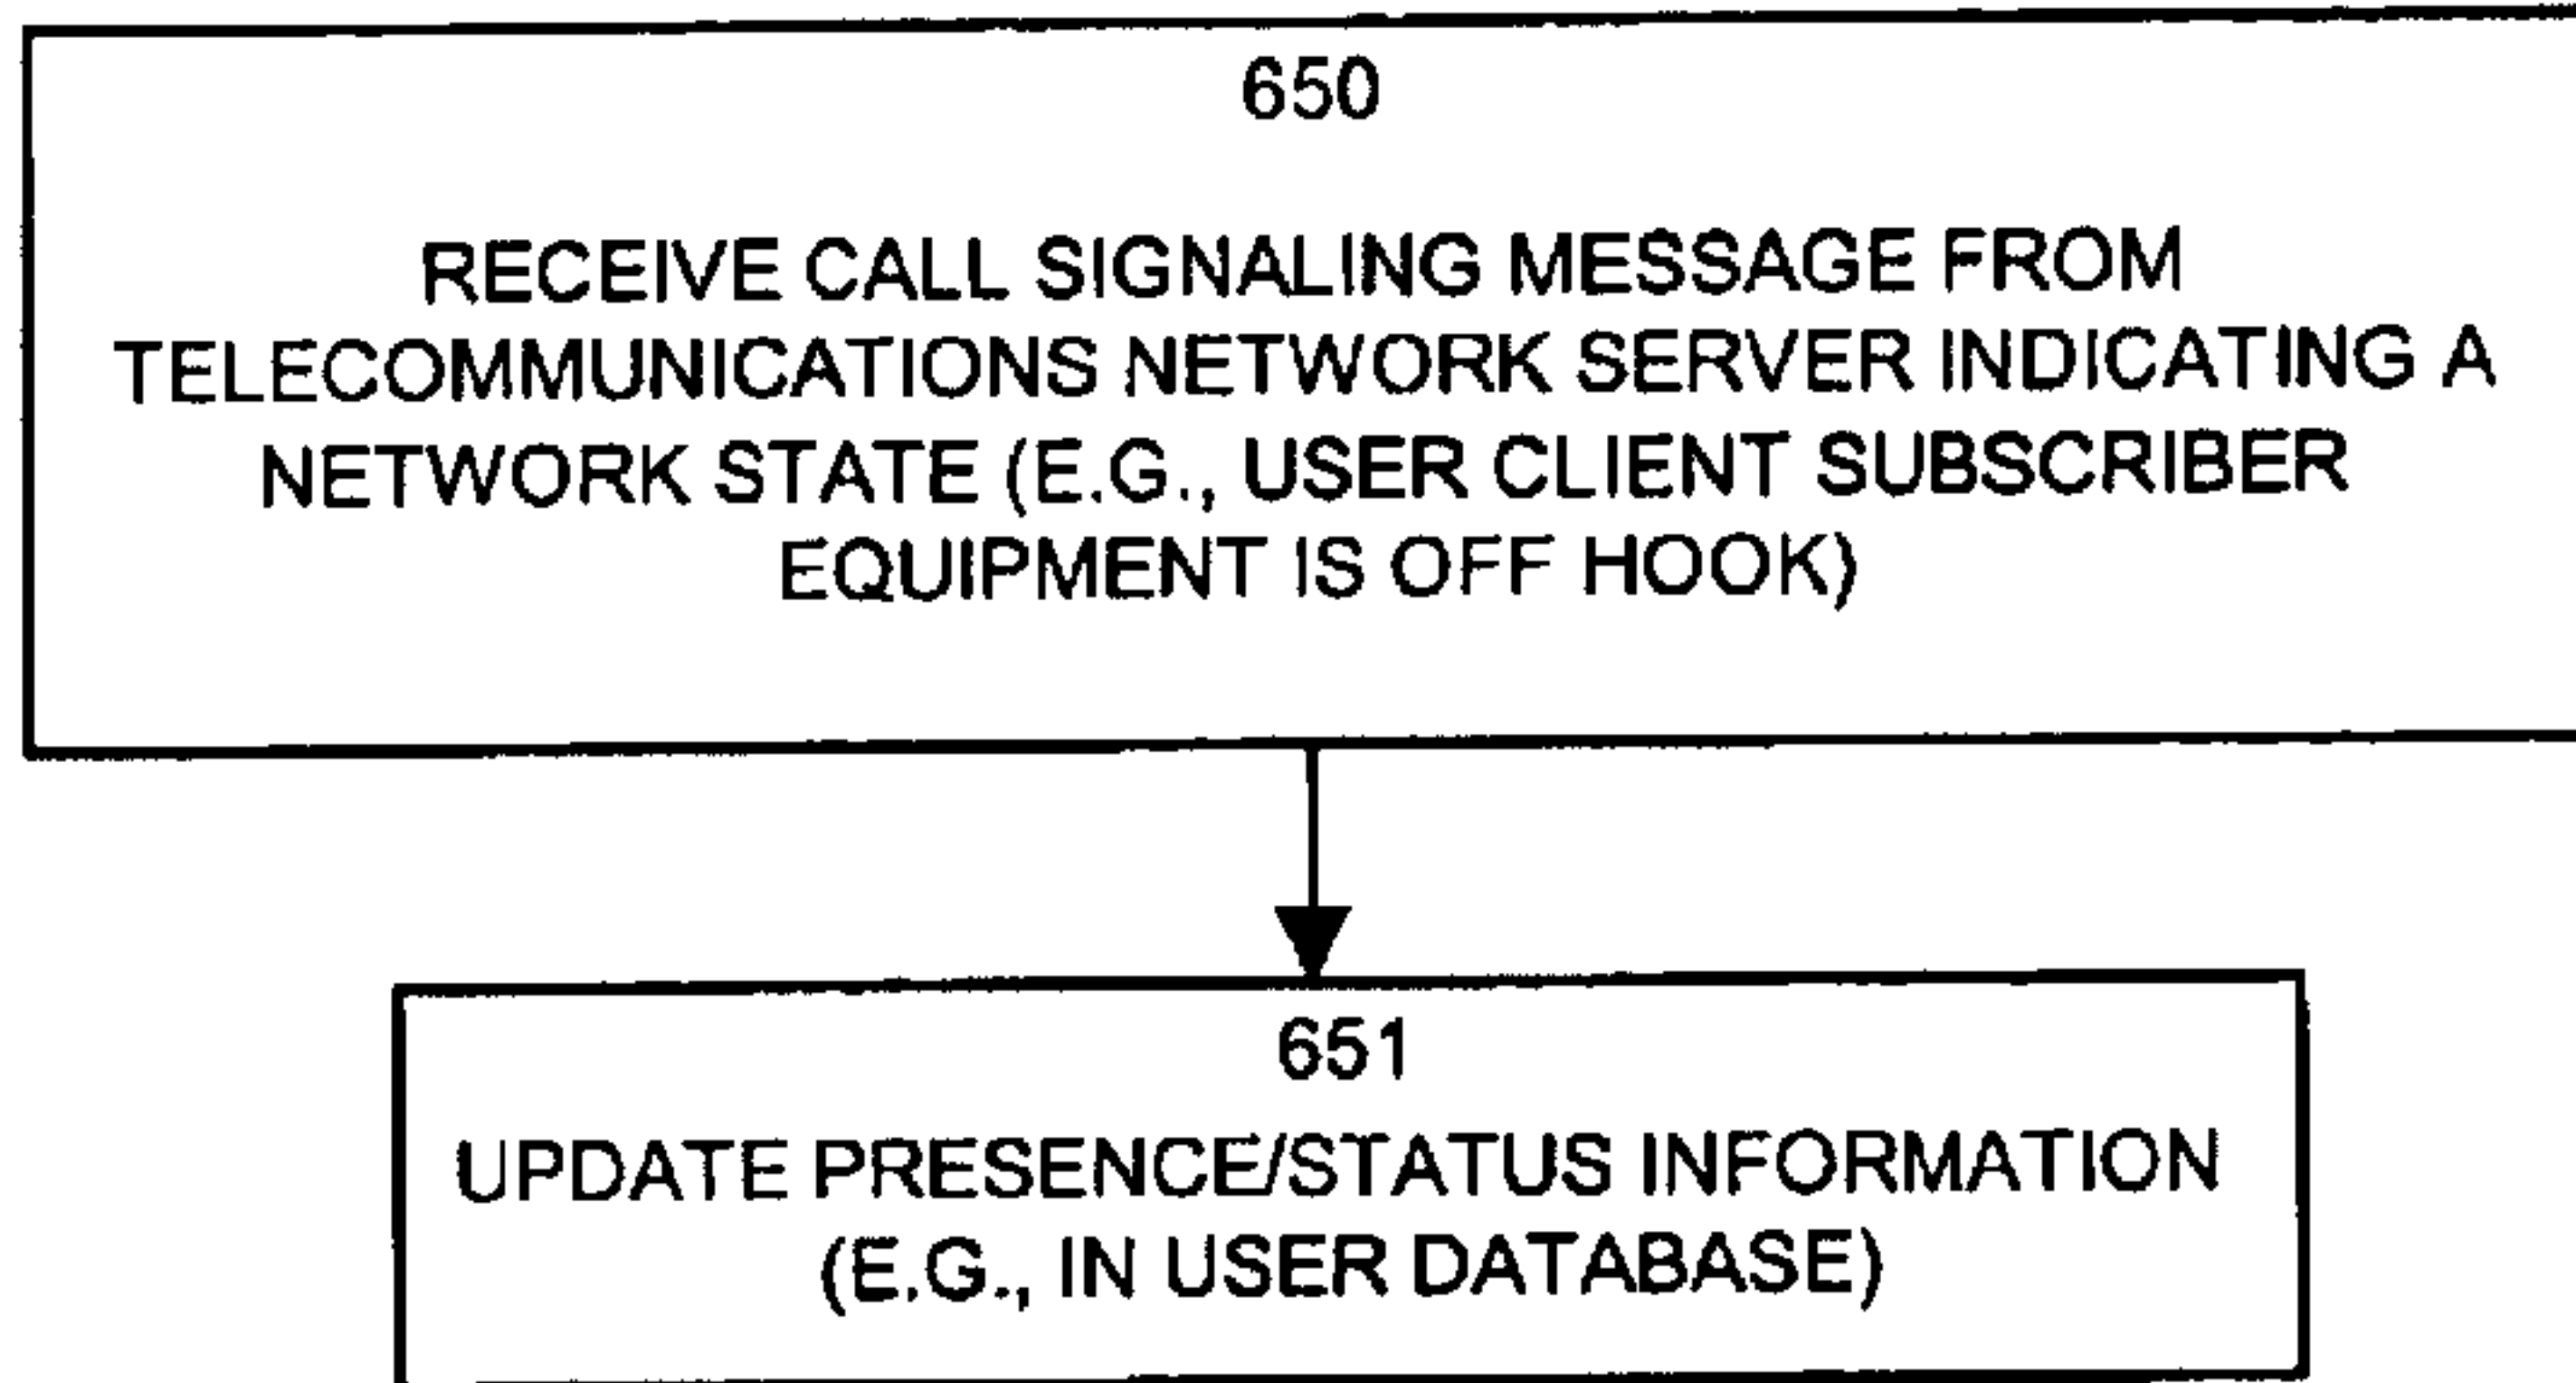 650
RECEIVE CALL SIGNALING MESSAGE FROM
TELECOMMUNICATIONS NETWORK SERVER INDICATING A
NETWORK STATE (E.G., USER CLIENT SUBSCRIBER
EQUIPMENT IS OFF HOOK)
651
UPDATE PRESENCE/STATUS INFORMATION
(E.G., IN USER DATABASE)